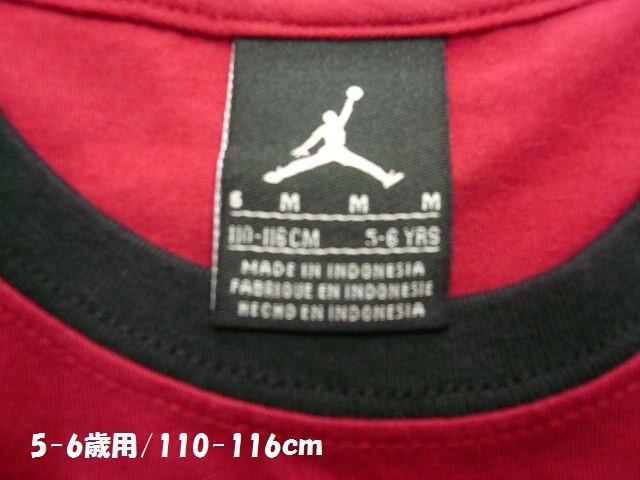 6 M M M
110-116CM 5-6 YRS
MADE IN INDONESIA
FABRIQUE EN INDONESIE
HECHO EN INDONESIA
5-6歳用/110-116cm